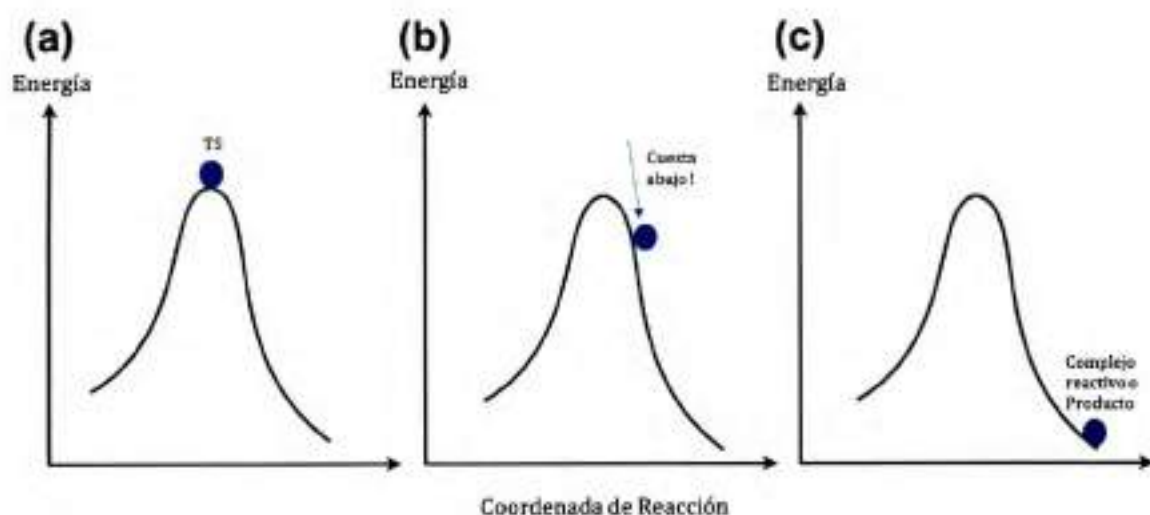 (a)
Energía
TS
(b)
Energía
Cuesta
abajo !
(c)
Energía
Complejo
reactivo o
Producto
Coordenada de Reacción